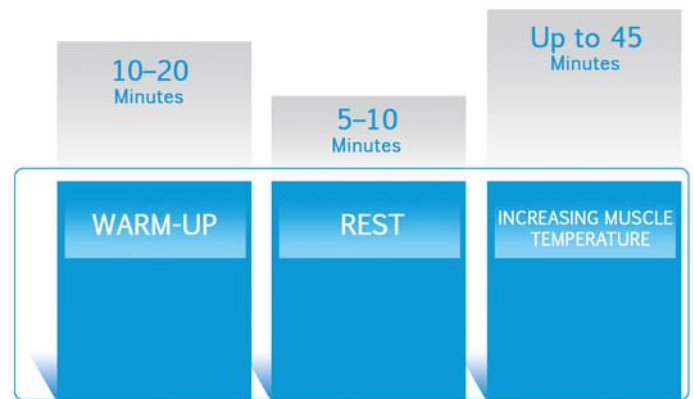 10–20
Minutes
5–10
Minutes
Up to 45
Minutes
WARM-UP
REST
INCREASING MUSCLE
TEMPERATURE